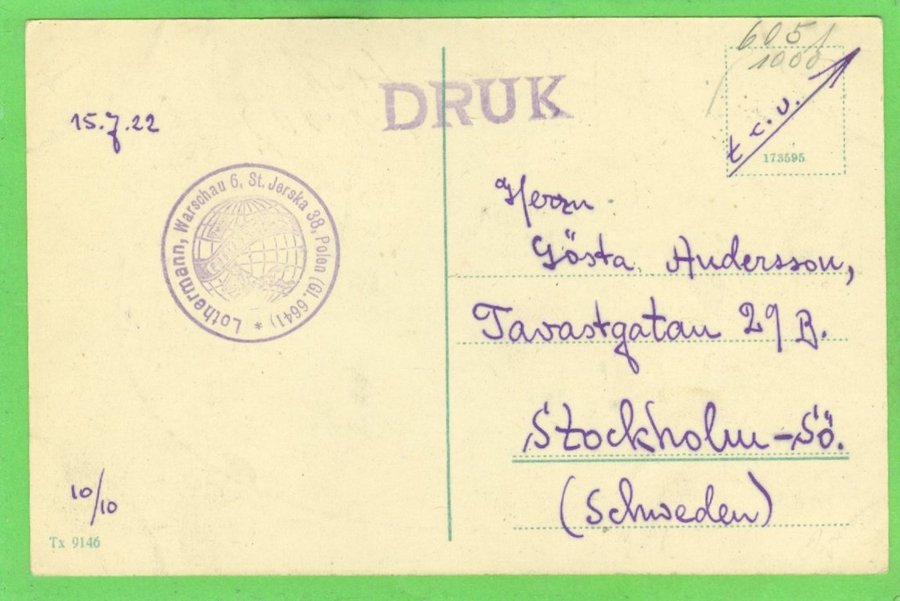 15.7.22
DRUK
605
1000
t.c.v.
173595
Lothermann, Warschau 6, St. Jerska 38, Polen (Gl. 6641) *
Herrn
Gösta Andersson,
Tavastgatan 29 B.
Stockholm-Sö.
(Schweden)
10/10
Tx 9146